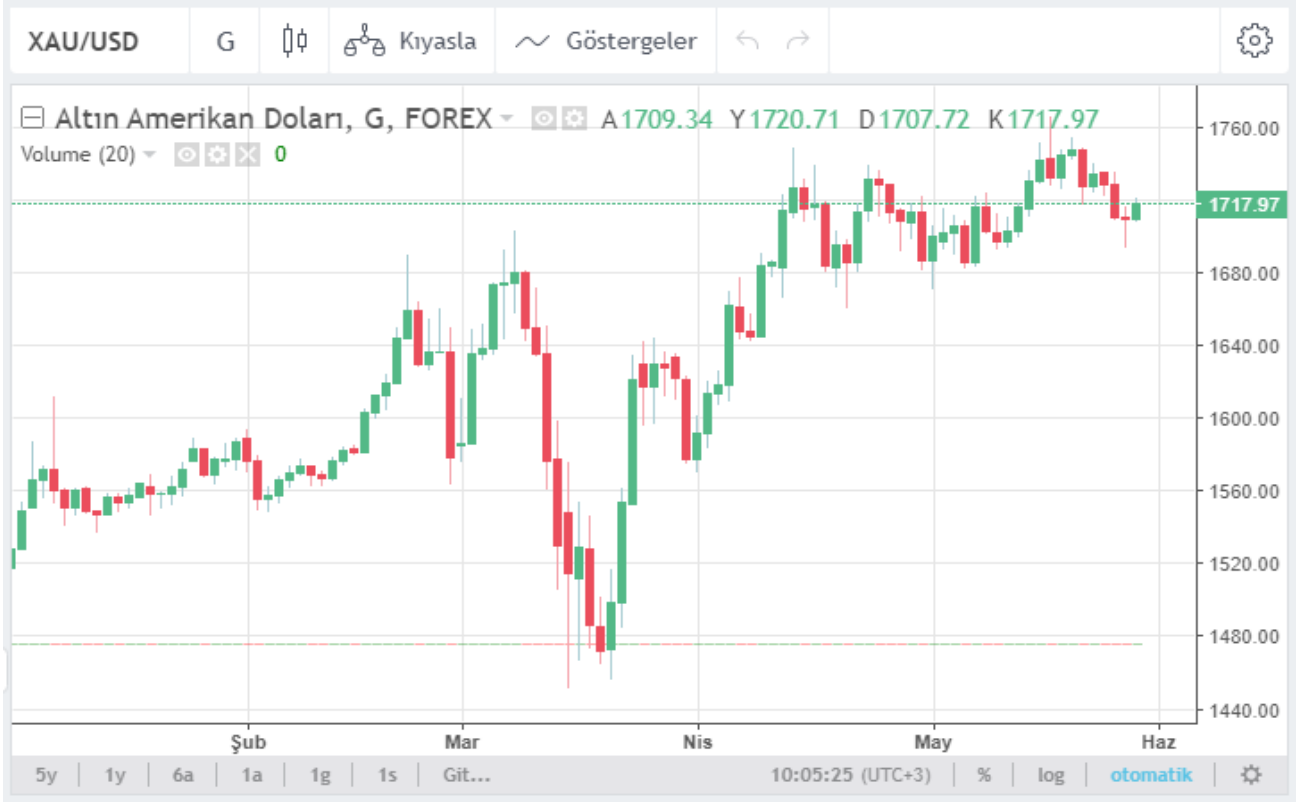 XAU/USD G Kıyasla Göstergeler
Altın Amerikan Doları, G, FOREX A1709.34 Y1720.71 D1707.72 K1717.97
Volume (20) 0
1760.00
1717.97
1680.00
1640.00
1600.00
1560.00
1520.00
1480.00
1440.00
Şub Mar Nis May Haz
5y 1y 6a 1a 1g 1s Git... 10:05:25 (UTC+3) % log otomatik